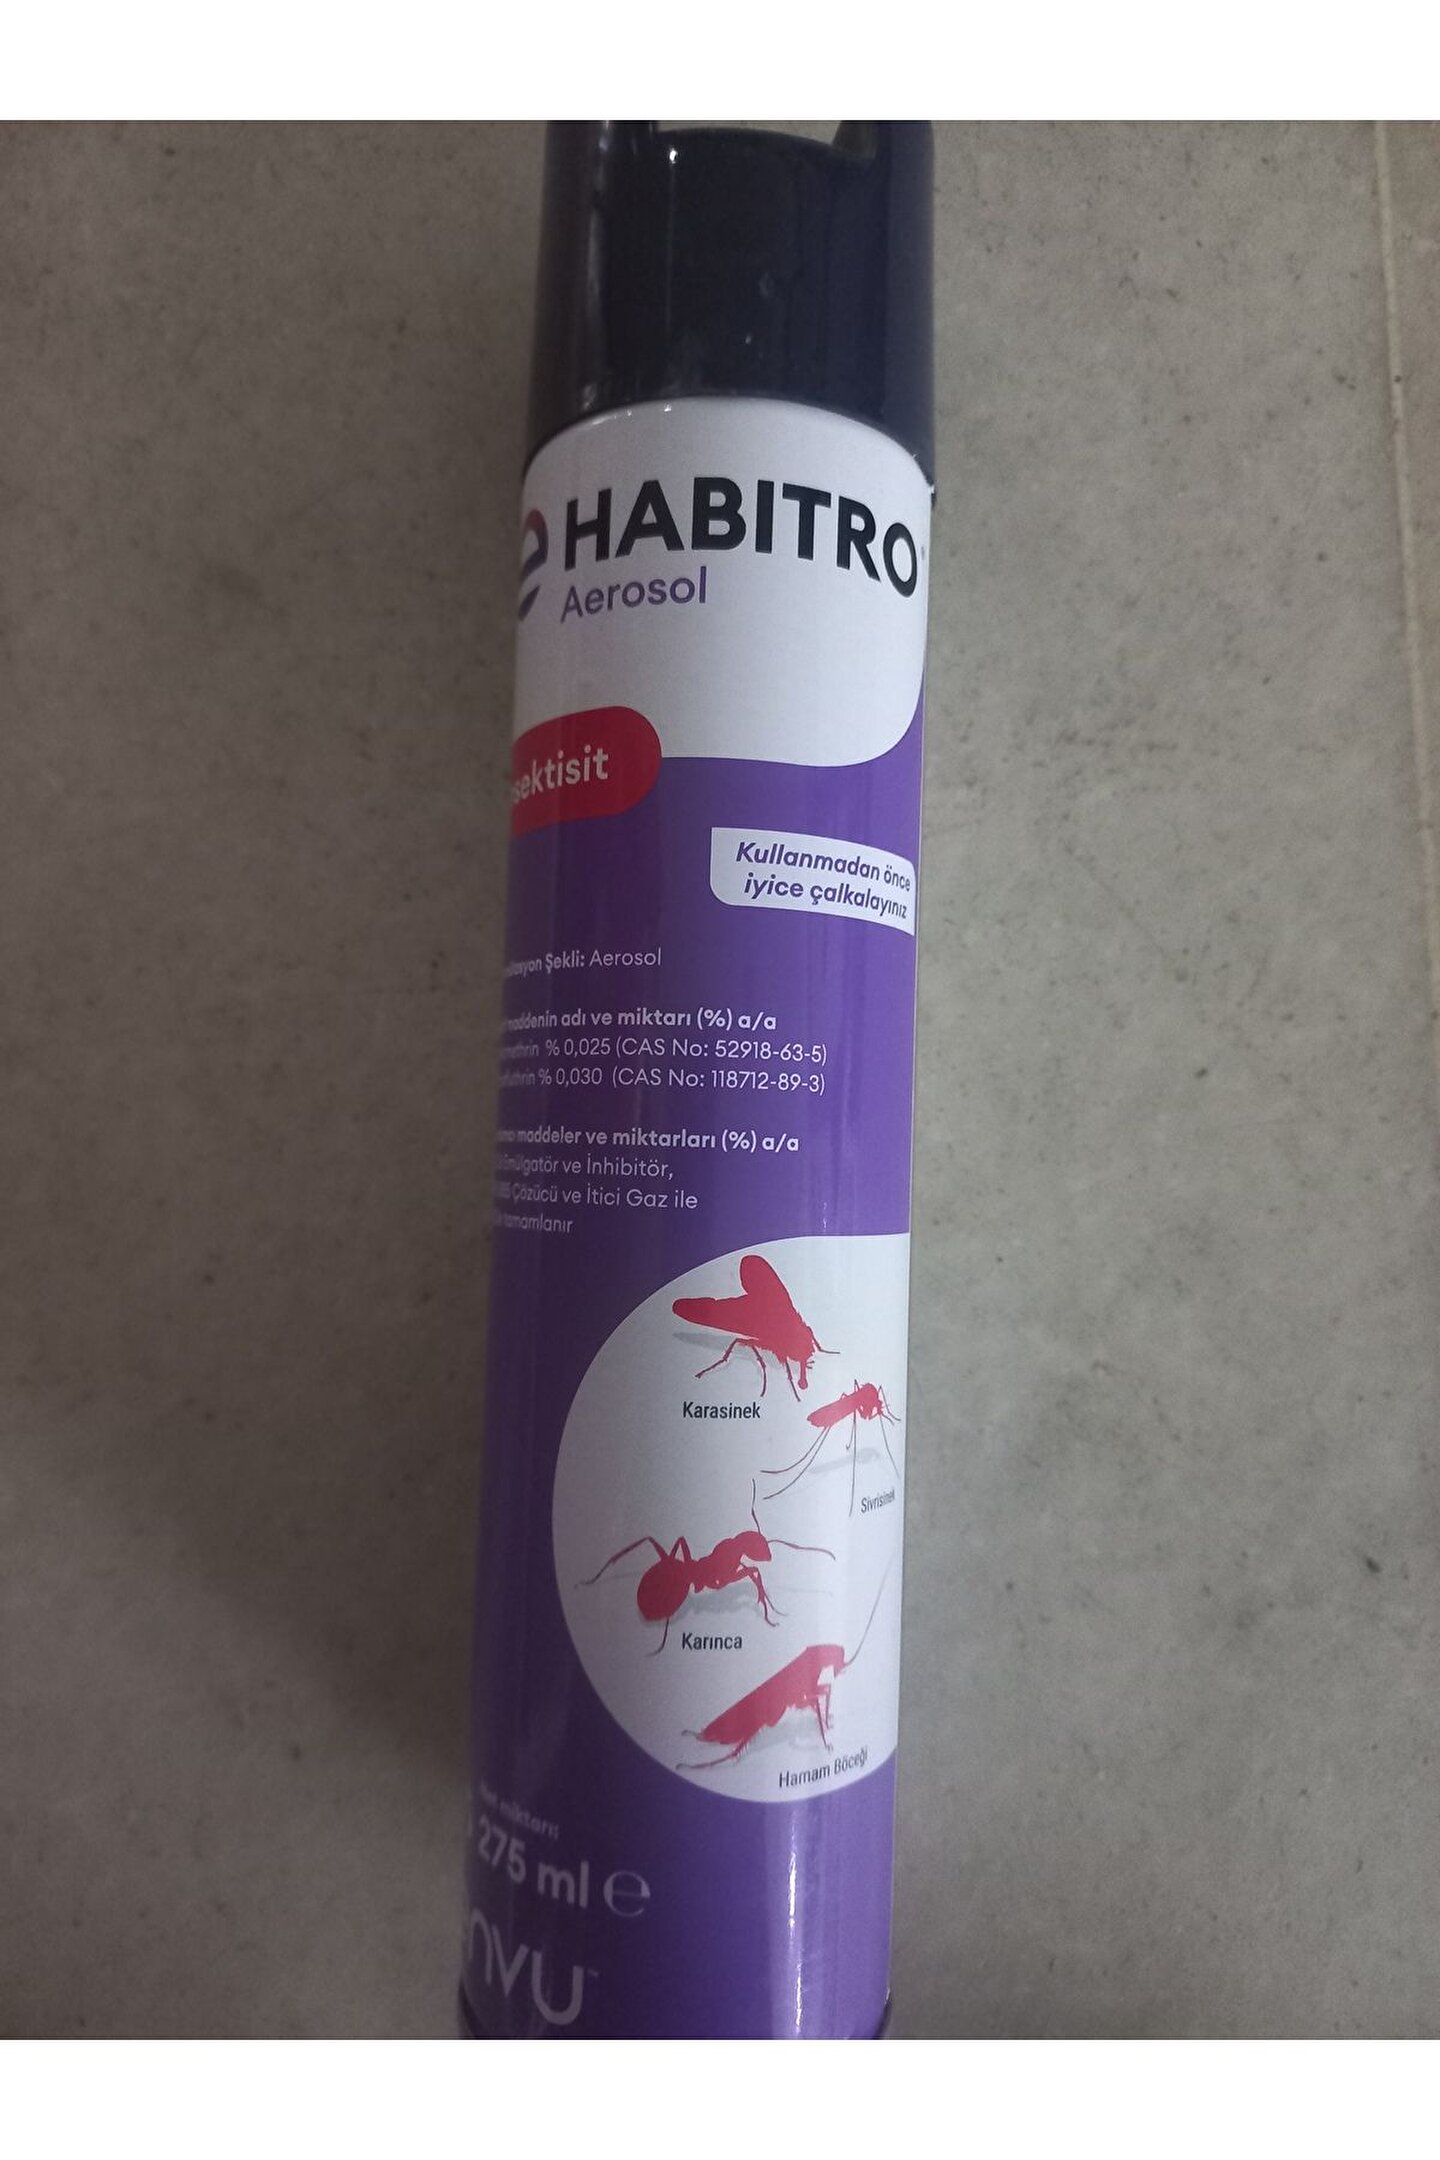 HABITRO
Aerosol
Kullanmadan önce
iyice çalkalayınız
Şekli: Aerosol
adı ve miktarı (%) a/a
% 0,025 (CAS No: 52918-63-5)
% 0,030 (CAS No: 118712-89-3)
maddeler ve miktarları (%) a/a
ve İnhibitör,
Çözücü ve İtici Gaz ile
tamamlanır
Karasinek
Sivrisinek
Karınca
Hamam Böceği
275 ml e